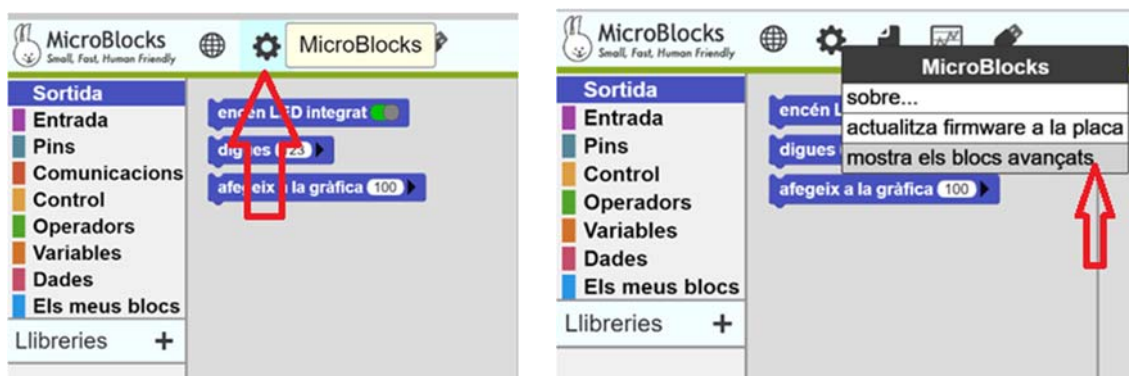 MicroBlocks
Small, Fast, Human Friendly
MicroBlocks
Sortida
Entrada
Pins
Comunicacions
Control
Operadors
Variables
Dades
Els meus blocs
Llibreries +
LED integrat
afegeix a la gràfica 100
MicroBlocks
Small, Fast, Human Friendly
MicroBlocks
sobre...
actualitza firmware a la placa
mostra els blocs avançats
Sortida
Entrada
Pins
Control
Operadors
Variables
Dades
Els meus blocs
Llibreries +
encén
digues
afegeix a la gràfica 100